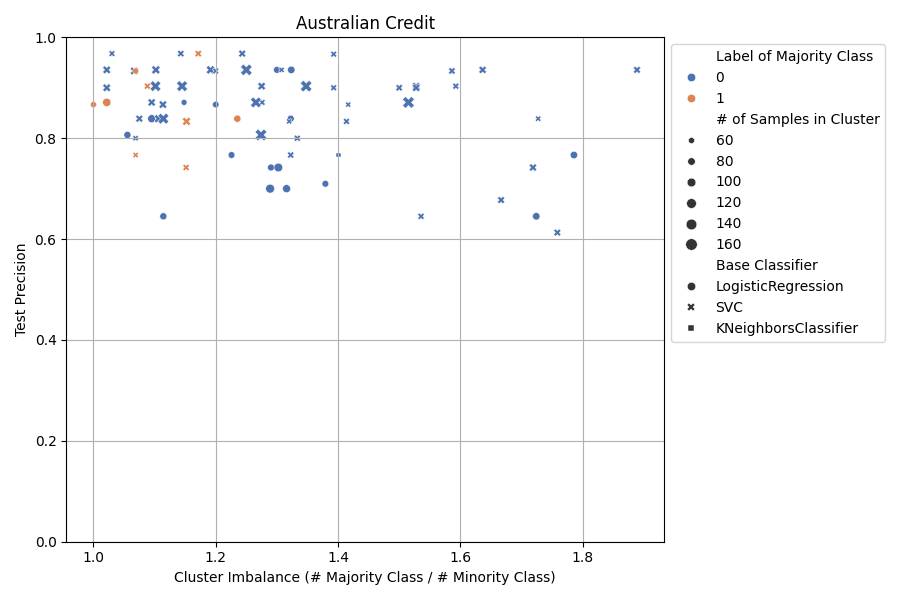 Australian Credit
1.0
0.8
0.6
0.4
0.2
0.0
Test Precision
1.0
1.2
1.4
1.6
1.8
Cluster Imbalance (# Majority Class / # Minority Class)
Label of Majority Class
0
1
# of Samples in Cluster
60
80
100
120
140
160
Base Classifier
LogisticRegression
SVC
KNeighborsClassifier